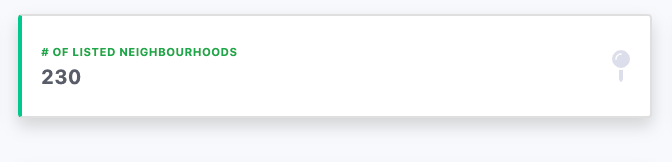 # OF LISTED NEIGHBOURHOODS
230